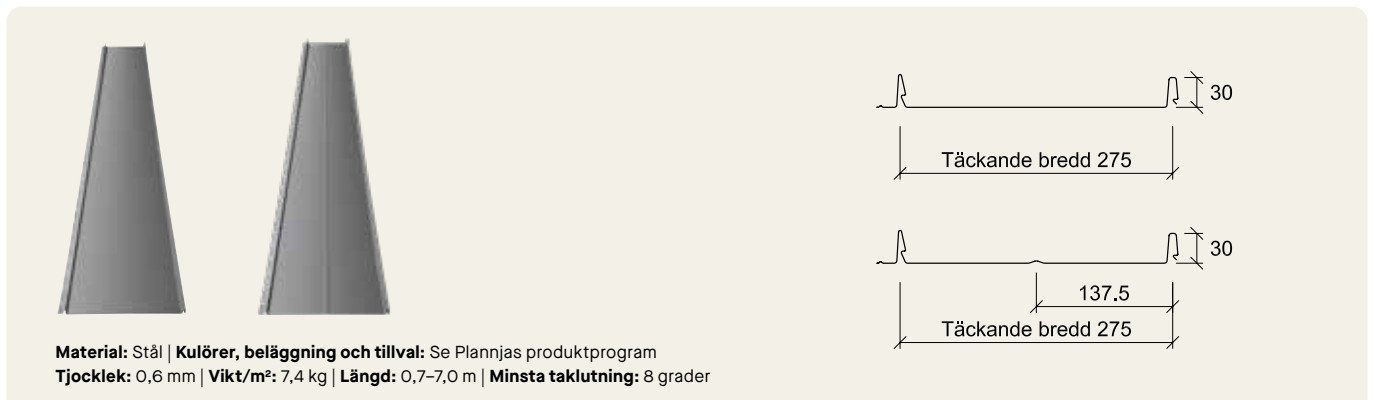 30
Täckande bredd 275
30
137.5
Täckande bredd 275
Material: Stål | Kulörer, beläggning och tillval: Se Plannjas produktprogram
Tjocklek: 0,6 mm | Vikt/m²: 7,4 kg | Längd: 0,7–7,0 m | Minsta taklutning: 8 grader